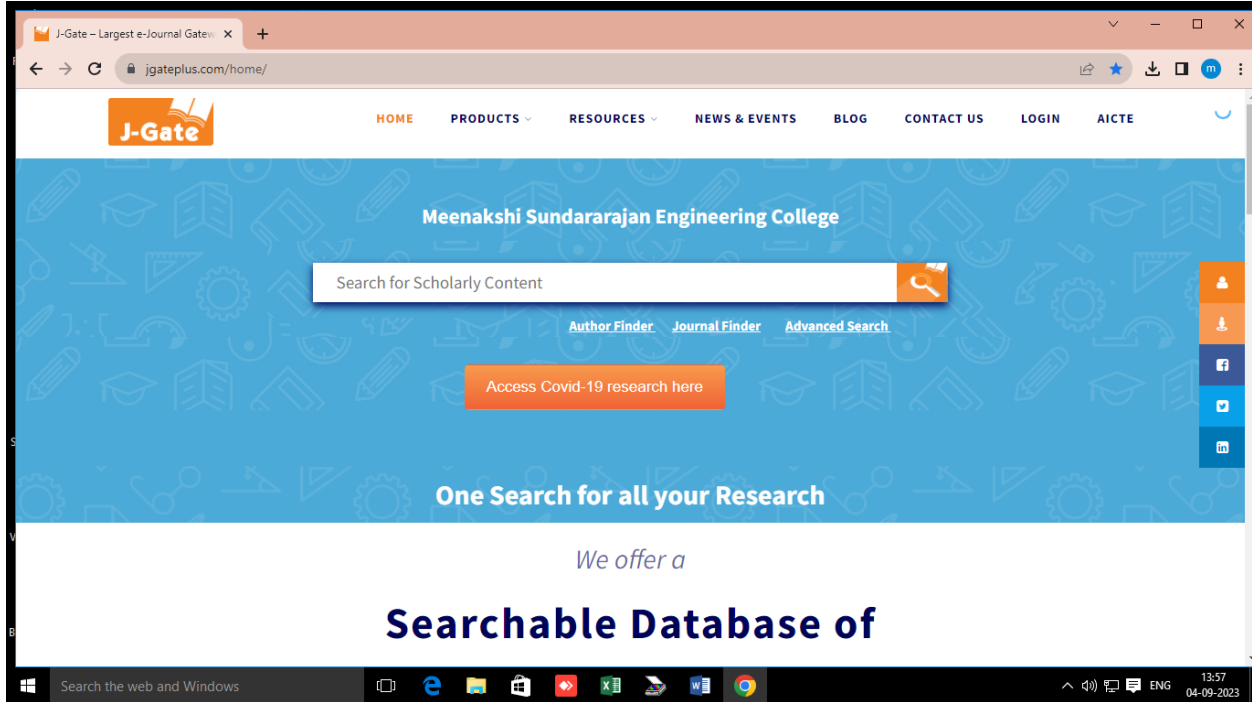 J-Gate – Largest e-Journal Gatew
jgateplus.com/home/
m
J-Gate
HOME PRODUCTS RESOURCES NEWS & EVENTS BLOG CONTACT US LOGIN AICTE
Meenakshi Sundararajan Engineering College
Search for Scholarly Content
Author Finder Journal Finder Advanced Search
Access Covid-19 research here
One Search for all your Research
We offer a
Searchable Database of
Search the web and Windows
ENG
13:57
04-09-2023